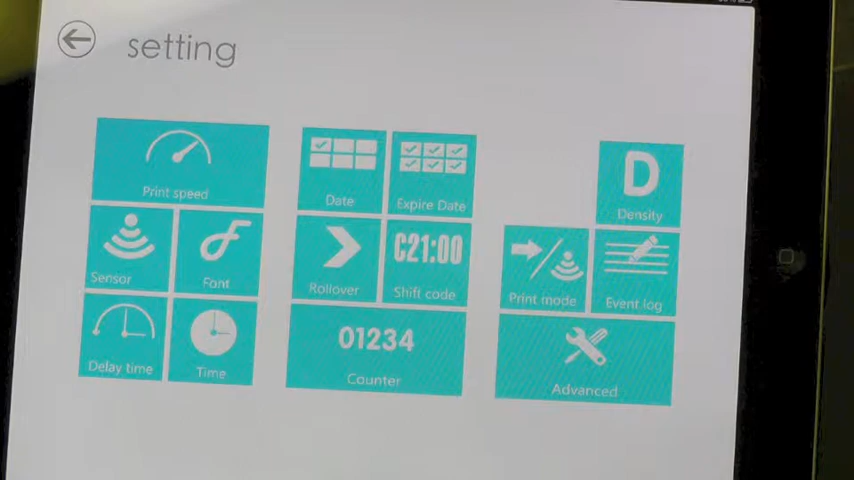 setting
Print speed
Sensor
Font
Delay time
Time
Date
Expire Date
Rollover
C21:00
Shift code
01234
Counter
D
Density
Print mode
Event log
Advanced